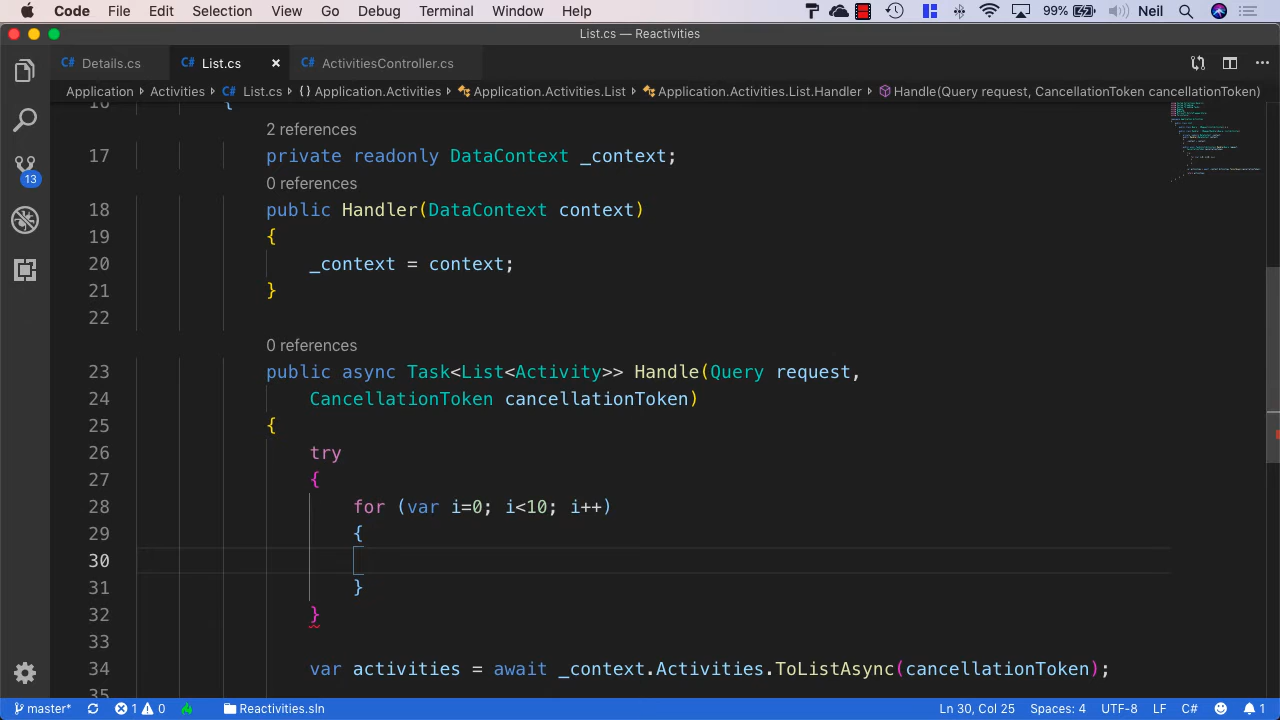 Code File Edit Selection View Go Debug Terminal Window Help 99% Neil
List.cs — Reactivities
C# Details.cs C# List.cs × C# ActivitiesController.cs
Application › Activities › C# List.cs › {} Application.Activities › Application.Activities.List › Application.Activities.List.Handler › Handle(Query request, CancellationToken cancellationToken)
16 {
2 references
17 private readonly DataContext _context;
0 references
18 public Handler(DataContext context)
19 {
20 _context = context;
21 }
22
0 references
23 public async Task<List<Activity>> Handle(Query request,
24 CancellationToken cancellationToken)
25 {
26 try
27 {
28 for (var i=0; i<10; i++)
29 {
30
31 }
32 }
33
34 var activities = await _context.Activities.ToListAsync(cancellationToken);
35
13
master* 1 0 Reactivities.sln Ln 30, Col 25 Spaces: 4 UTF-8 LF C# 1